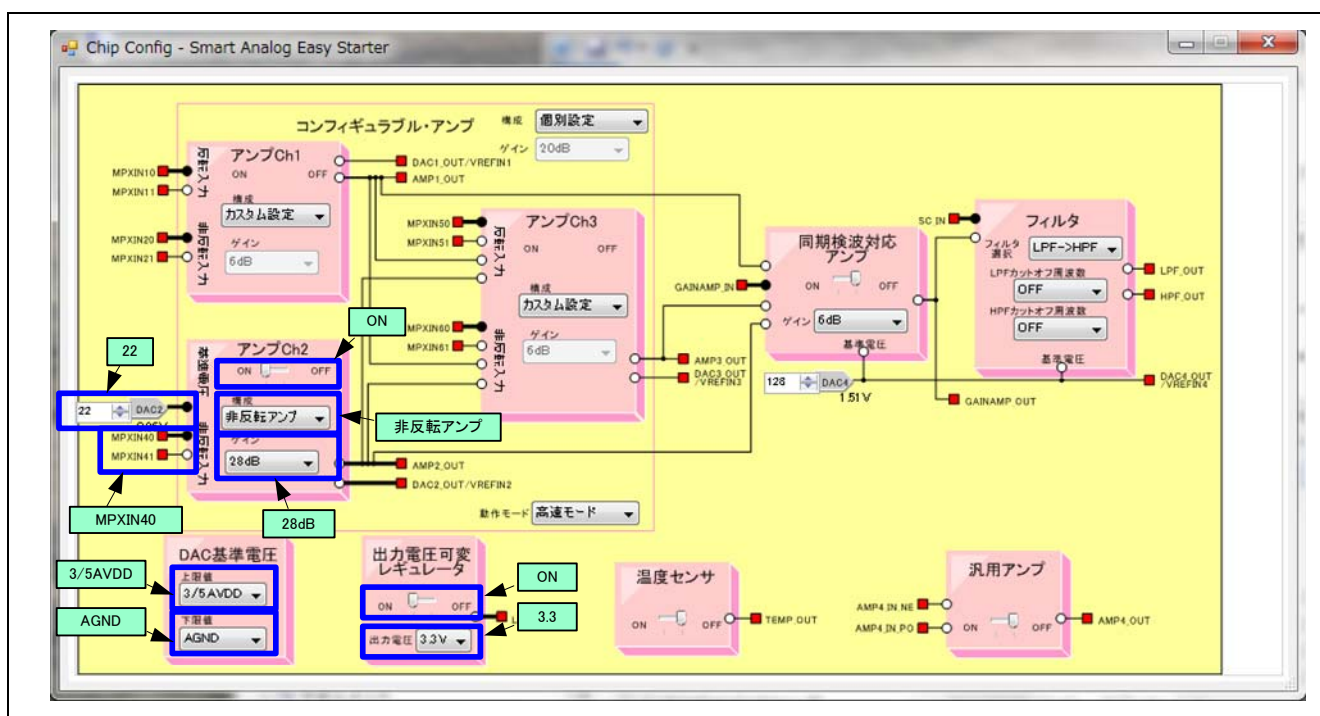 Chip Config - Smart Analog Easy Starter
コンフィギュラブル・アンプ
構成
個別設定
ゲイン
20dB
アンプCh1
ON
OFF
反転入力
MPXIN10
MPXIN11
構成
カスタム設定
非反転入力
MPXIN20
MPXIN21
ゲイン
6dB
DAC1_OUT/VREFIN1
AMP1_OUT
アンプCh3
ON
OFF
MPXIN50
MPXIN51
反転入力
構成
カスタム設定
MPXIN60
MPXIN61
非反転入力
ゲイン
6dB
AMP3_OUT
DAC3_OUT
/VREFIN3
同期検波対応
アンプ
ON
OFF
GAINAMP_IN
ゲイン
6dB
基準電圧
128
DAC4
1.51V
GAINAMP_OUT
DAC4_OUT
/VREFIN4
SC_IN
フィルタ
フィルタ
選択
LPF->HPF
LPFカットオフ周波数
OFF
HPFカットオフ周波数
OFF
基準電圧
LPF_OUT
HPF_OUT
ON
22
アンプCh2
ON
OFF
基準電圧
22
DAC2
構成
非反転アンプ
非反転アンプ
MPXIN40
MPXIN41
非反転入力
ゲイン
28dB
AMP2_OUT
DAC2_OUT/VREFIN2
MPXIN40
28dB
動作モード
高速モード
DAC基準電圧
上限値
3/5AVDD
3/5AVDD
下限値
AGND
AGND
出力電圧可変
レギュレータ
ON
OFF
ON
L
出力電圧
3.3V
3.3
温度センサ
ON
OFF
TEMP_OUT
汎用アンプ
AMP4_IN_NE
AMP4_IN_PO
ON
OFF
AMP4_OUT